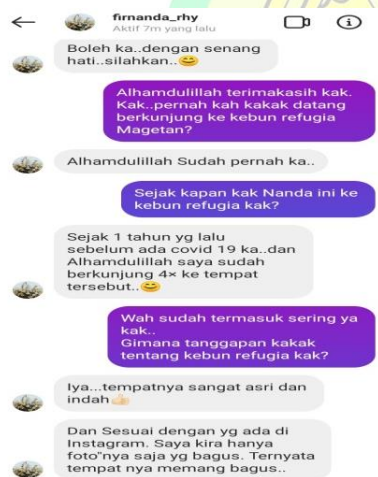 firnanda_rhy
Aktif 7m yang lalu
Boleh ka..dengan senang
hati..silahkan..😊
Alhamdulillah terimakasih kak.
Kak..pernah kah kakak datang
berkunjung ke kebun refugia
Magetan?
Alhamdulillah Sudah pernah ka..
Sejak kapan kak Nanda ini ke
kebun refugia kak?
Sejak 1 tahun yg lalu
sebelum ada covid 19 ka..dan
Alhamdulillah saya sudah
berkunjung 4× ke tempat
tersebut..😊
Wah sudah termasuk sering ya
kak..
Gimana tanggapan kakak
tentang kebun refugia kak?
Iya...tempatnya sangat asri dan
indah👍🏻
Dan Sesuai dengan yg ada di
Instagram. Saya kira hanya
foto"nya saja yg bagus. Ternyata
tempat nya memang bagus..